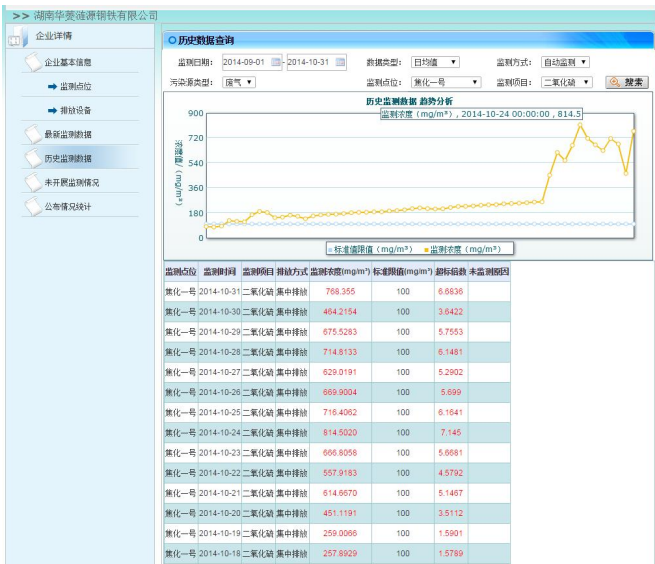 >> 湖南华菱涟源钢铁有限公司
企业详情
企业基本信息
➡ 监测点位
➡ 排放设备
最新监测数据
历史监测数据
未开展监测情况
公布情况统计
历史数据查询
监测日期: 2014-09-01 - 2014-10-31 数据类型: 日均值 监测方式: 自动监测
污染源类型: 废气 监测点位: 焦化一号 监测项目: 二氧化硫 搜索
历史监测数据 趋势分析
监测浓度(mg/m³), 2014-10-24 00:00:00, 814.5
浓度值(mg/m³)
900
720
540
360
180
0
标准值限值(mg/m³) 监测浓度(mg/m³)
监测点位 监测时间 监测项目 排放方式 监测浓度(mg/m³) 标准限值(mg/m³) 超标倍数 未监测原因
焦化一号 2014-10-31 二氧化硫 集中排放 768.355 100 6.6836
焦化一号 2014-10-30 二氧化硫 集中排放 464.2154 100 3.6422
焦化一号 2014-10-29 二氧化硫 集中排放 675.5283 100 5.7553
焦化一号 2014-10-28 二氧化硫 集中排放 714.8133 100 6.1481
焦化一号 2014-10-27 二氧化硫 集中排放 629.0191 100 5.2902
焦化一号 2014-10-26 二氧化硫 集中排放 669.9004 100 5.699
焦化一号 2014-10-25 二氧化硫 集中排放 716.4062 100 6.1641
焦化一号 2014-10-24 二氧化硫 集中排放 814.5020 100 7.145
焦化一号 2014-10-23 二氧化硫 集中排放 666.8058 100 5.6681
焦化一号 2014-10-22 二氧化硫 集中排放 557.9183 100 4.5792
焦化一号 2014-10-21 二氧化硫 集中排放 614.6670 100 5.1467
焦化一号 2014-10-20 二氧化硫 集中排放 451.1191 100 3.5112
焦化一号 2014-10-19 二氧化硫 集中排放 259.0066 100 1.5901
焦化一号 2014-10-18 二氧化硫 集中排放 257.8929 100 1.5789